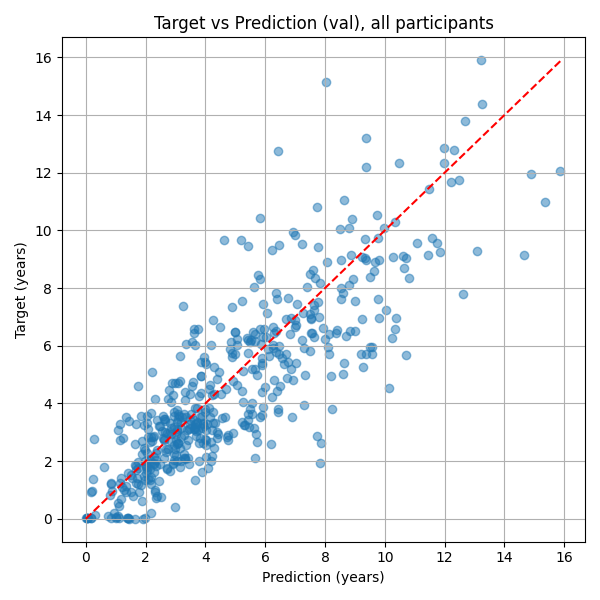 Target vs Prediction (val), all participants
16
14
12
10
8
6
4
2
0
Target (years)
0 2 4 6 8 10 12 14 16
Prediction (years)